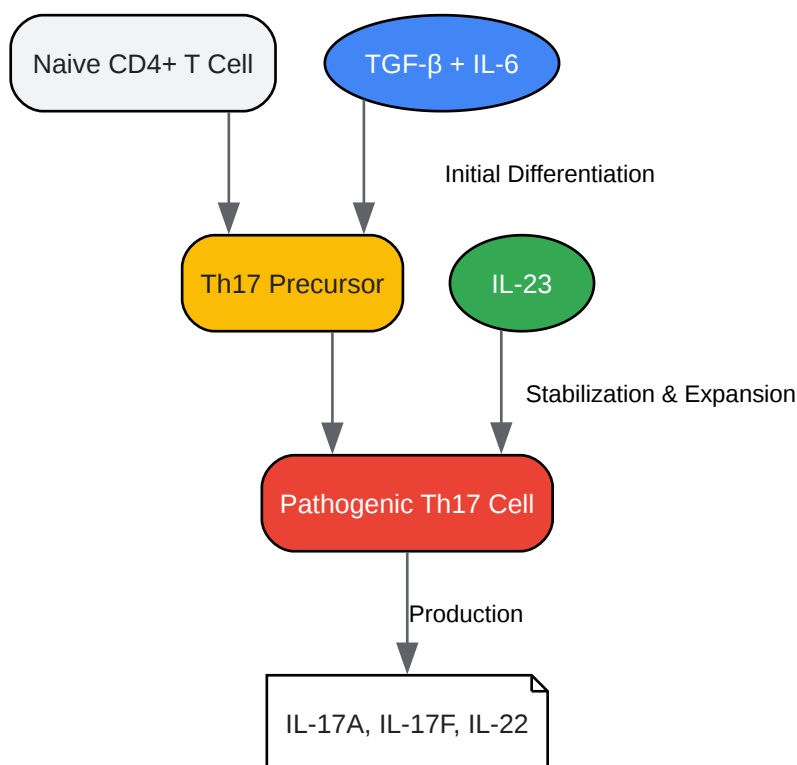 Naive CD4+ T Cell
TGF-β + IL-6
Initial Differentiation
Th17 Precursor
IL-23
Stabilization & Expansion
Pathogenic Th17 Cell
Production
IL-17A, IL-17F, IL-22